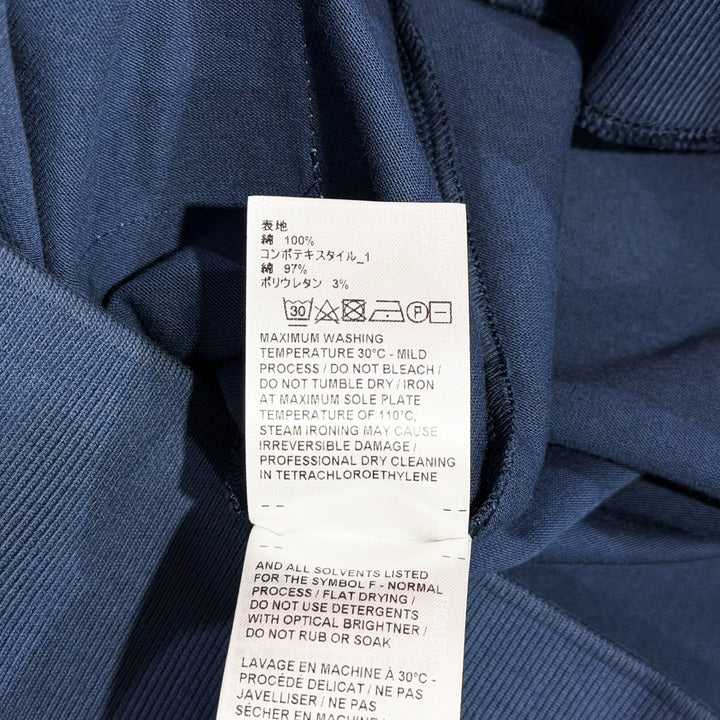 表地
綿 100%
コンポテキスタイル_1
綿 97%
ポリウレタン 3%
30 P
MAXIMUM WASHING
TEMPERATURE 30°C - MILD
PROCESS / DO NOT BLEACH /
DO NOT TUMBLE DRY / IRON
AT MAXIMUM SOLE PLATE
TEMPERATURE OF 110°C,
STEAM IRONING MAY CAUSE
IRREVERSIBLE DAMAGE /
PROFESSIONAL DRY CLEANING
IN TETRACHLOROETHYLENE
AND ALL SOLVENTS LISTED
FOR THE SYMBOL F - NORMAL
PROCESS / FLAT DRYING /
DO NOT USE DETERGENTS
WITH OPTICAL BRIGHTNER /
DO NOT RUB OR SOAK
LAVAGE EN MACHINE À 30°C -
PROCÉDÉ DÉLICAT / NE PAS
JAVELLISER / NE PAS
SÉCHER EN MACHINE